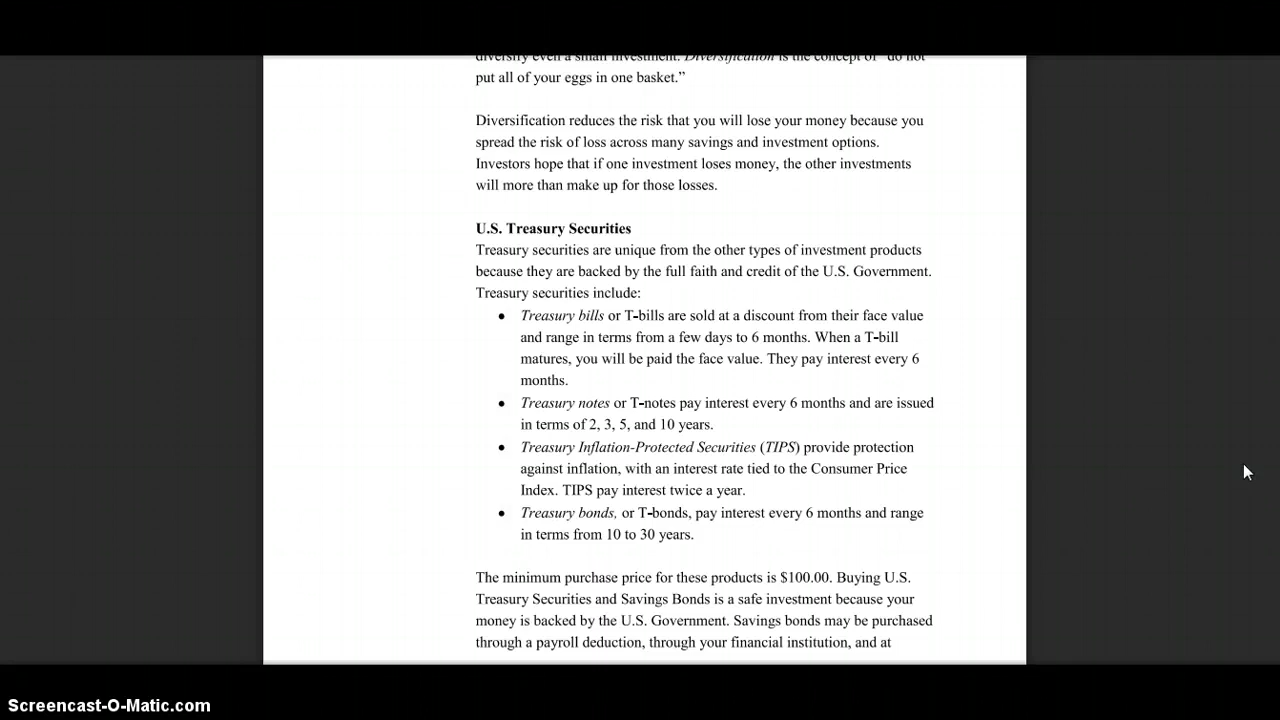 diversify even a small investment. Diversification is the concept of "do not
put all of your eggs in one basket.”
Diversification reduces the risk that you will lose your money because you
spread the risk of loss across many savings and investment options.
Investors hope that if one investment loses money, the other investments
will more than make up for those losses.
U.S. Treasury Securities
Treasury securities are unique from the other types of investment products
because they are backed by the full faith and credit of the U.S. Government.
Treasury securities include:
• Treasury bills or T-bills are sold at a discount from their face value
and range in terms from a few days to 6 months. When a T-bill
matures, you will be paid the face value. They pay interest every 6
months.
• Treasury notes or T-notes pay interest every 6 months and are issued
in terms of 2, 3, 5, and 10 years.
• Treasury Inflation-Protected Securities (TIPS) provide protection
against inflation, with an interest rate tied to the Consumer Price
Index. TIPS pay interest twice a year.
• Treasury bonds, or T-bonds, pay interest every 6 months and range
in terms from 10 to 30 years.
The minimum purchase price for these products is $100.00. Buying U.S.
Treasury Securities and Savings Bonds is a safe investment because your
money is backed by the U.S. Government. Savings bonds may be purchased
through a payroll deduction, through your financial institution, and at
Screencast-O-Matic.com